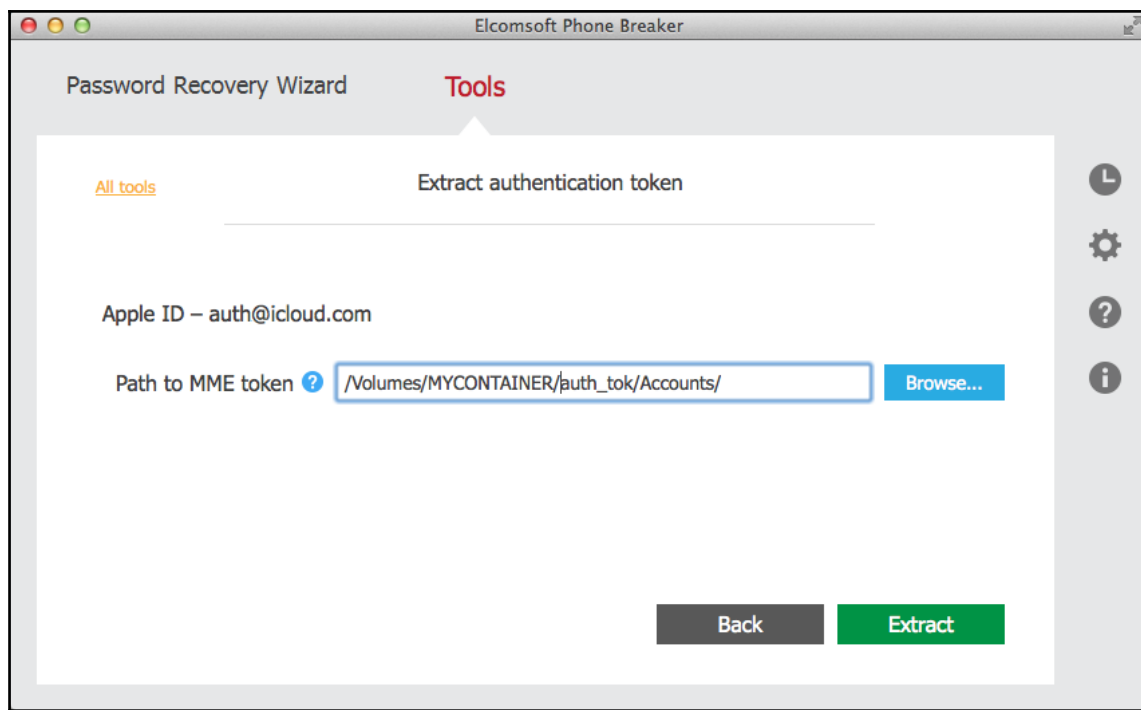 Elcomsoft Phone Breaker
Password Recovery Wizard Tools
All tools
Extract authentication token
Apple ID – auth@icloud.com
Path to MME token ? /Volumes/MYCONTAINER/auth_tok/Accounts/ Browse...
Back Extract